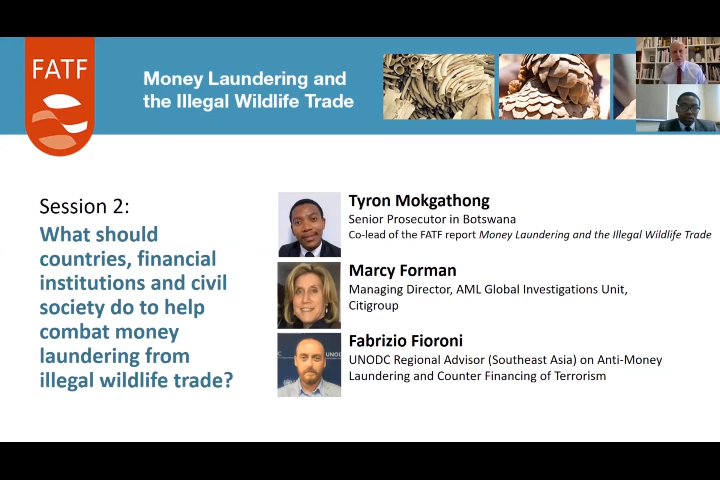 FATF
Money Laundering and
the Illegal Wildlife Trade
Session 2:
What should
countries, financial
institutions and civil
society do to help
combat money
laundering from
illegal wildlife trade?
Tyron Mokgathong
Senior Prosecutor in Botswana
Co-lead of the FATF report Money Laundering and the Illegal Wildlife Trade
Marcy Forman
Managing Director, AML Global Investigations Unit,
Citigroup
Fabrizio Fioroni
UNODC Regional Advisor (Southeast Asia) on Anti-Money
Laundering and Counter Financing of Terrorism
UNODC